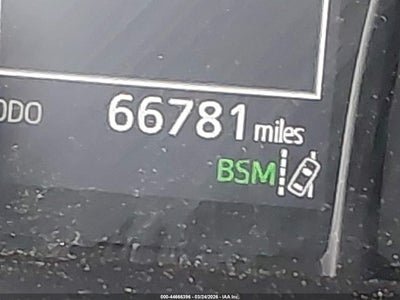 ODO 66781 miles
BSM
000-44666396 - 03/24/2026 - IAA Inc.